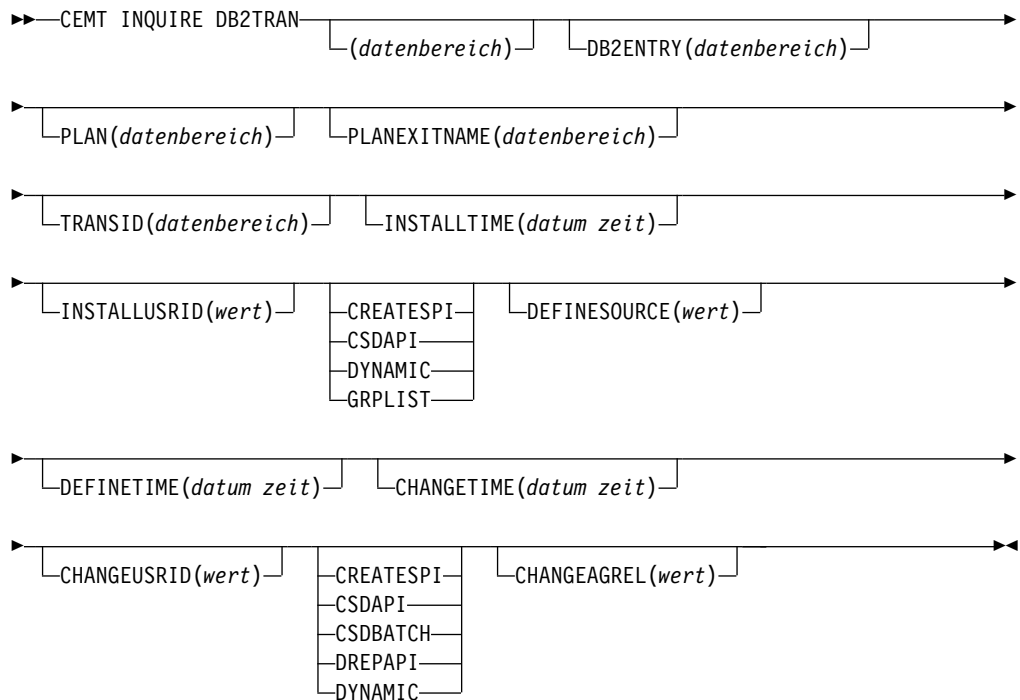 CEMT INQUIRE DB2TRAN
(datenbereich) DB2ENTRY(datenbereich)
PLAN(datenbereich) PLANEXITNAME(datenbereich)
TRANSID(datenbereich) INSTALLTIME(datum zeit)
INSTALLUSRID(wert) CREATESPI DEFINESOURCE(wert)
CSDAPI
DYNAMIC
GRPLIST
DEFINETIME(datum zeit) CHANGETIME(datum zeit)
CHANGEUSRID(wert) CREATESPI CHANGEAGREL(wert)
CSDAPI
CSDBATCH
DREPAPI
DYNAMIC